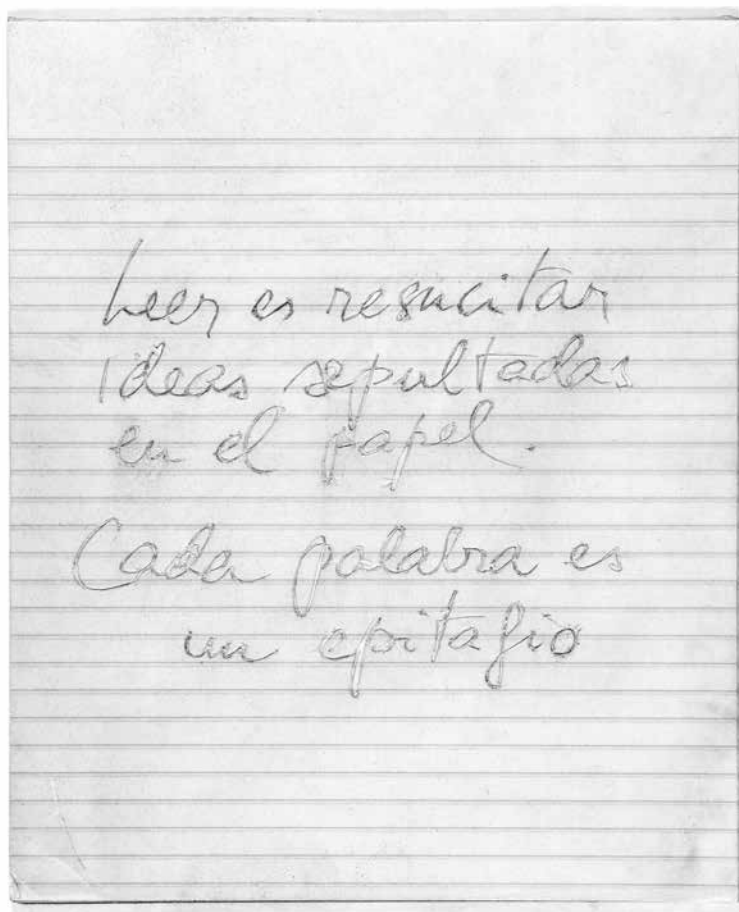 Leer es resucitar
ideas sepultadas
en el papel.
Cada palabra es
un epitafio